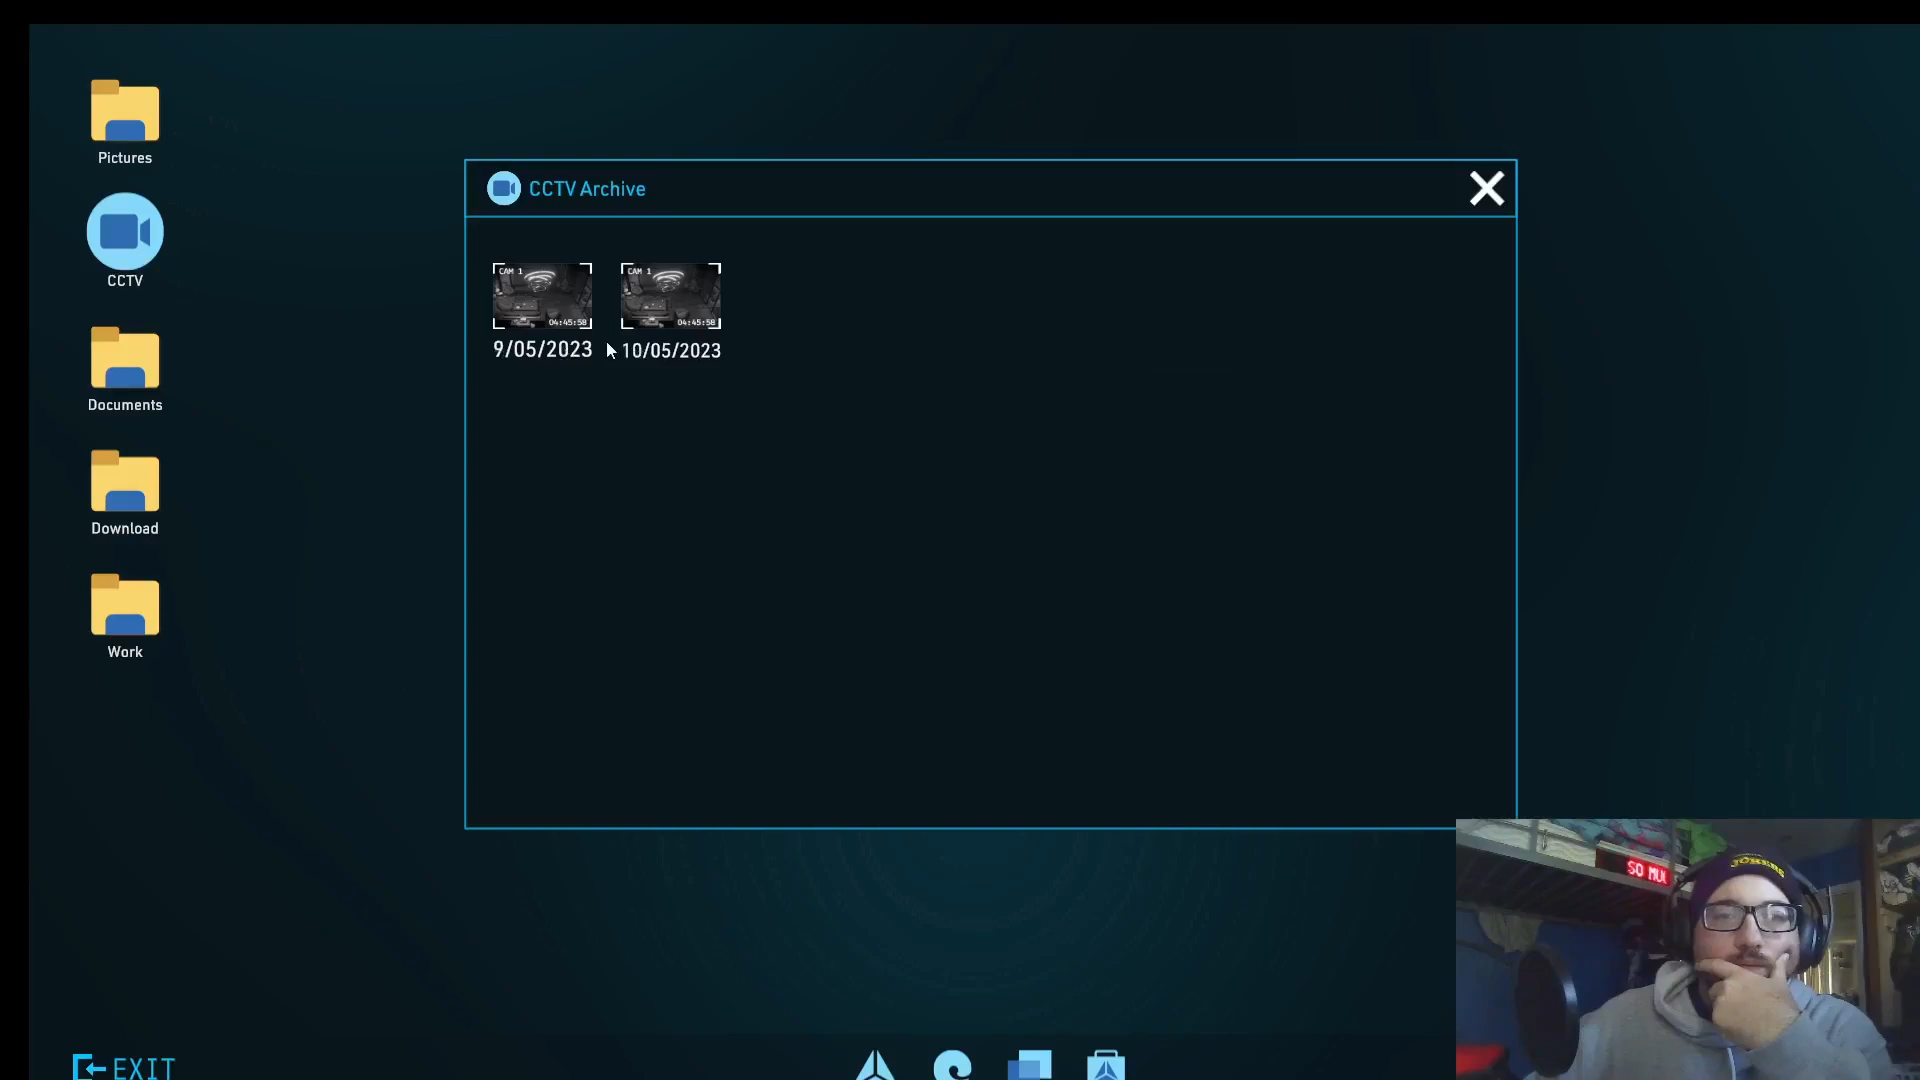 Pictures
CCTV
Documents
Download
Work
CCTV Archive
CAM 1
04:45:58
9/05/2023
CAM 1
04:45:58
10/05/2023
EXIT
JOKERS
SO MU